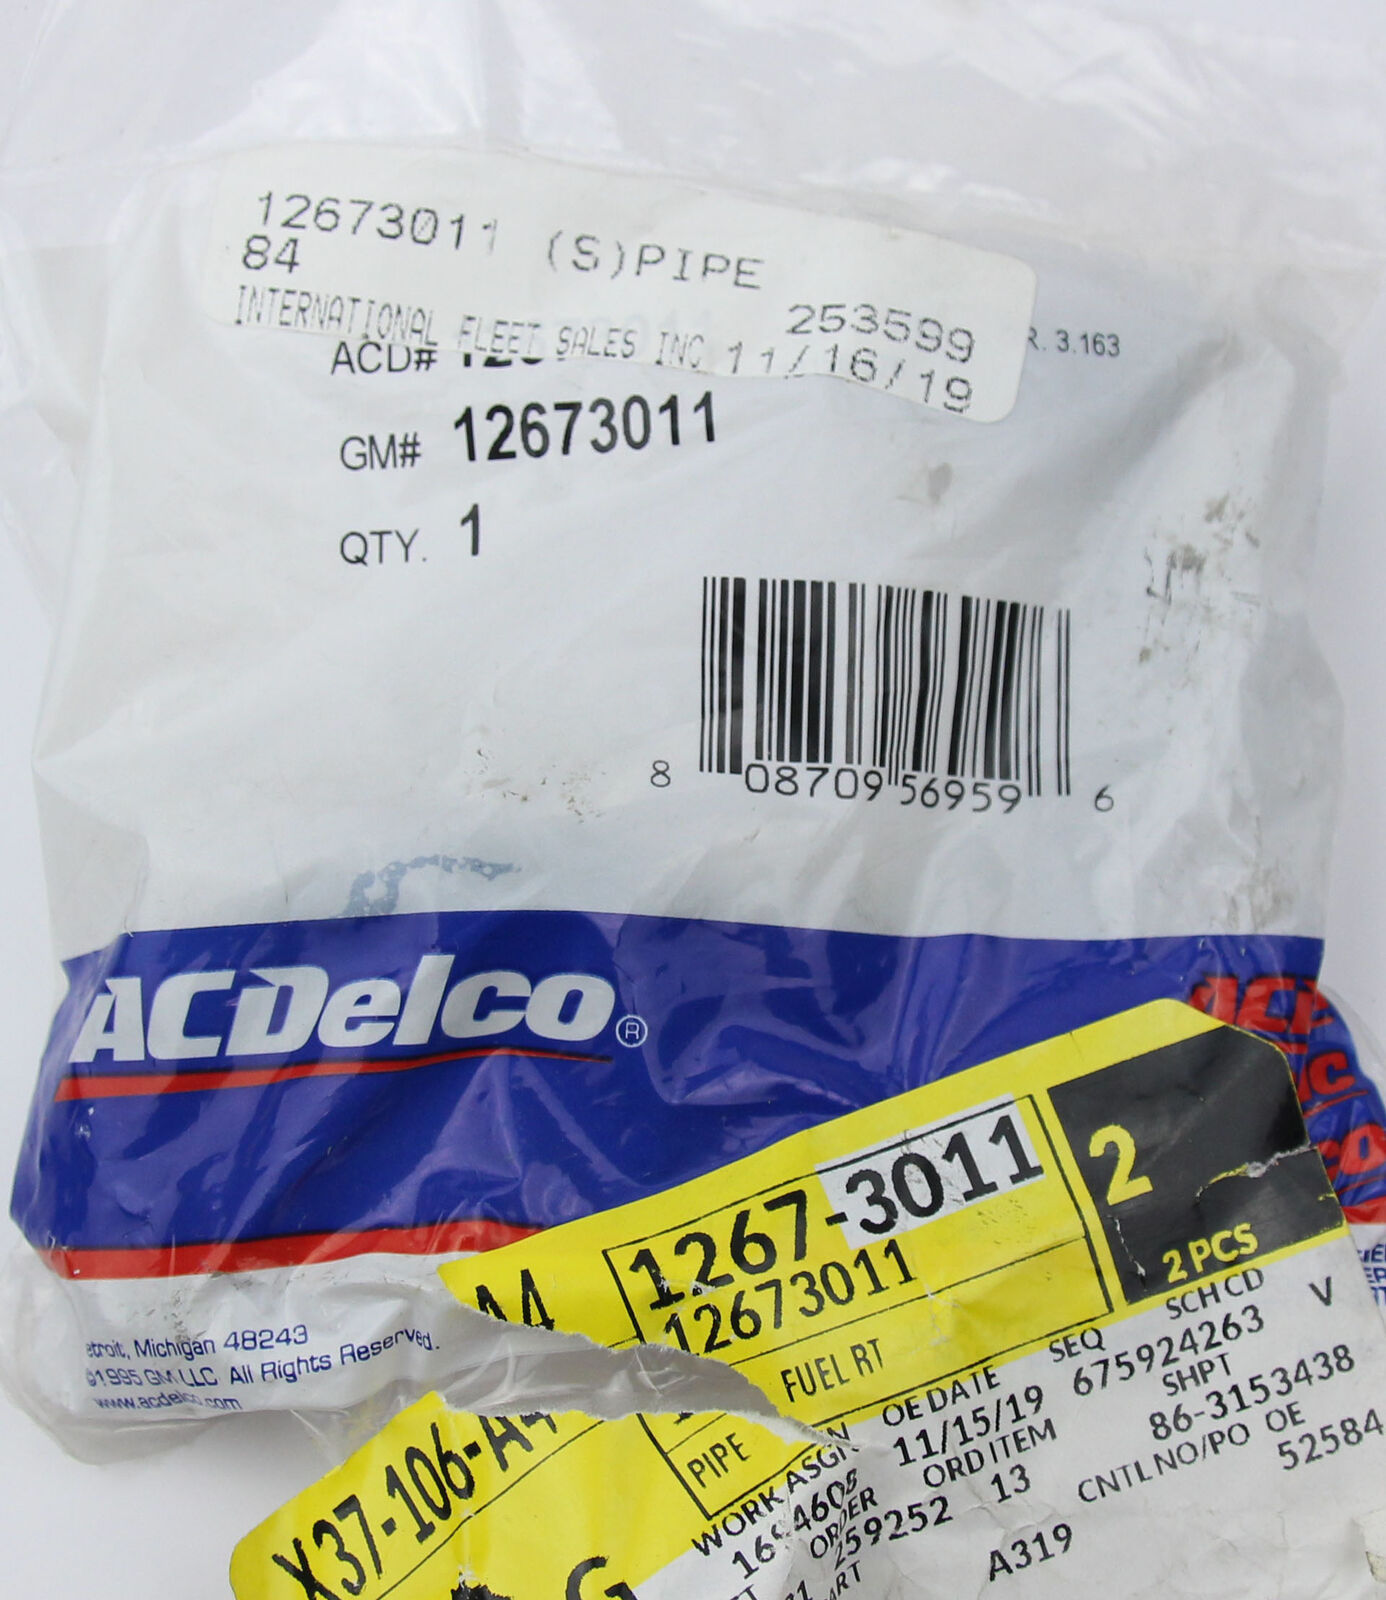 12673011 (S)PIPE
84
253599
INTERNATIONAL FLEET SALES INC 11/16/19
R. 3.163
ACD#
GM# 12673011
QTY. 1
8 08709 56959 6
ACDelco®
1267-3011
12673011
2
2 PCS
A4
FUEL RT
PIPE
X37-106-A4
SEQ SCH CD V
OE DATE 675924263
11/15/19 SHPT
WORK ASGN ORD ITEM 86-3153438
13 CNTL NO/PO OE
ORDER 52584
259252
A319
G
Detroit, Michigan 48243
©1995 GM LLC All Rights Reserved.
www.acdelco.com